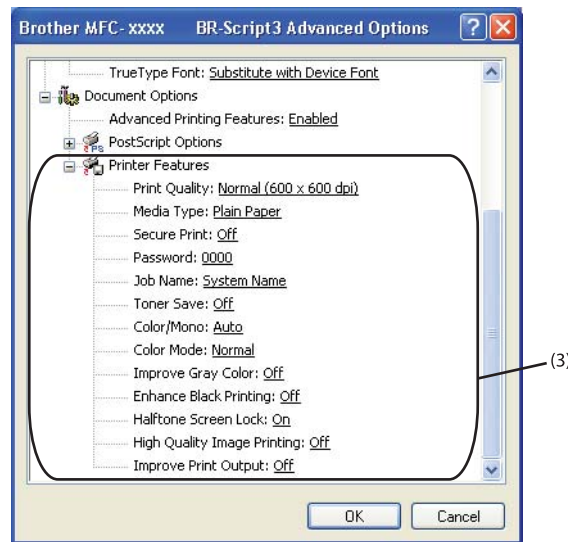 Brother MFC- xxxx BR-Script3 Advanced Options
TrueType Font: Substitute with Device Font
Document Options
Advanced Printing Features: Enabled
PostScript Options
Printer Features
Print Quality: Normal (600 x 600 dpi)
Media Type: Plain Paper
Secure Print: Off
Password: 0000
Job Name: System Name
Toner Save: Off
Color/Mono: Auto
Color Mode: Normal
Improve Gray Color: Off
(3)
Enhance Black Printing: Off
Halftone Screen Lock: On
High Quality Image Printing: Off
Improve Print Output: Off
OK Cancel